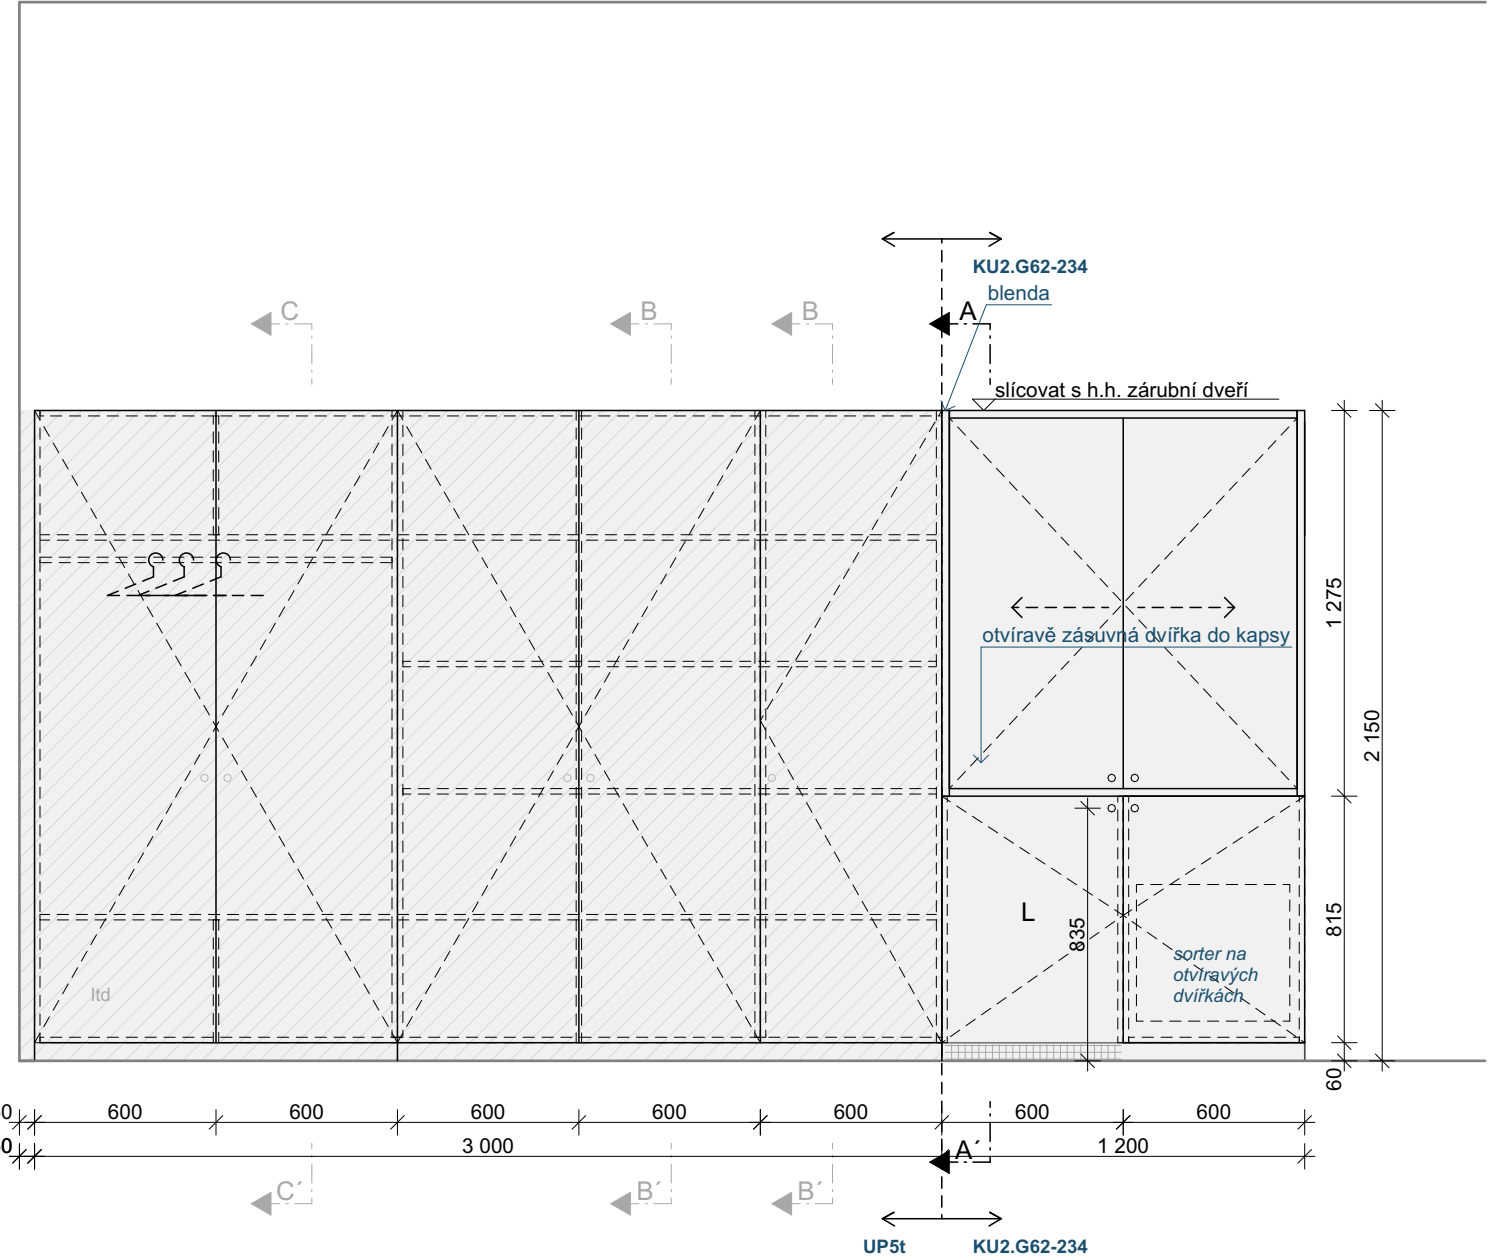 KU2.G62-234
blenda
C
B
B
A
slícovat s h.h. zárubní dveří
otvíravě zásuvná dvířka do kapsy
1 275
2 150
L
835
815
sorter na
otvíravých
dvířkách
ltd
60
0
600
600
600
600
600
600
600
0
3 000
1 200
A´
C´
B´
B´
UP5t
KU2.G62-234